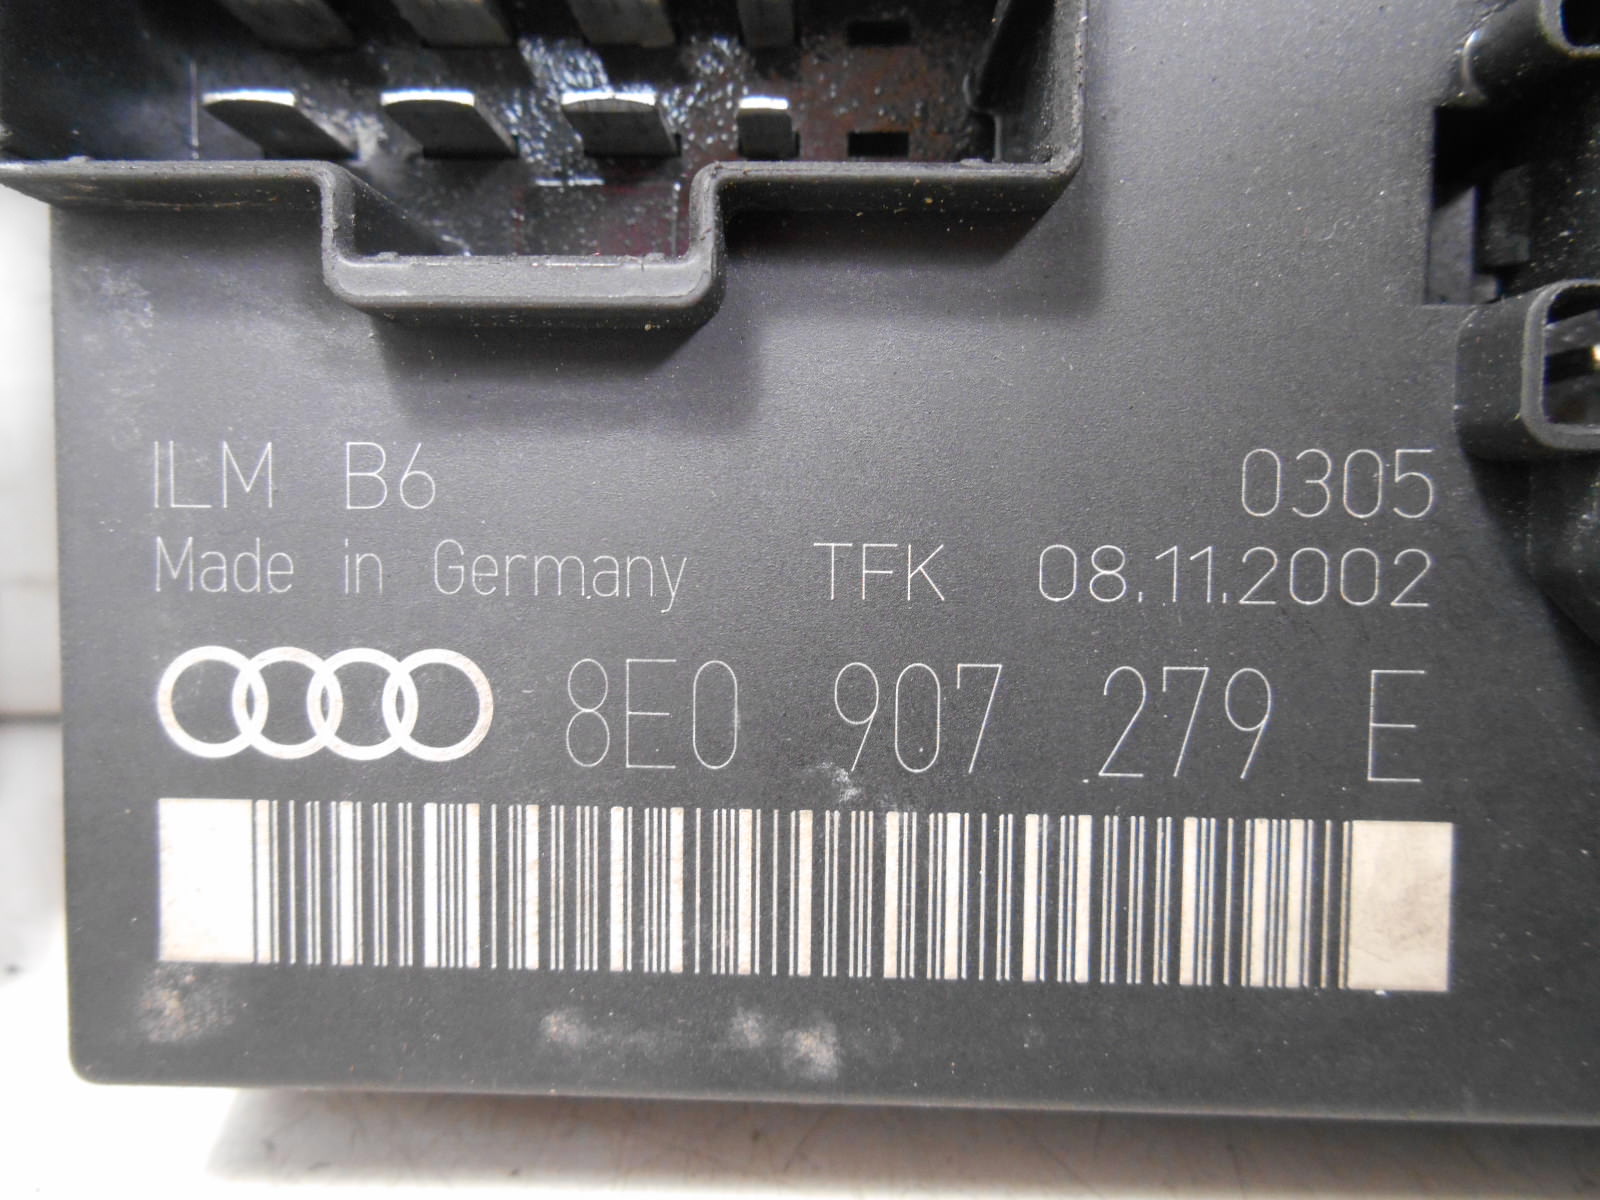 ILM B6 0305
Made in Germany TFK 08.11.2002
8E0 907 279 E